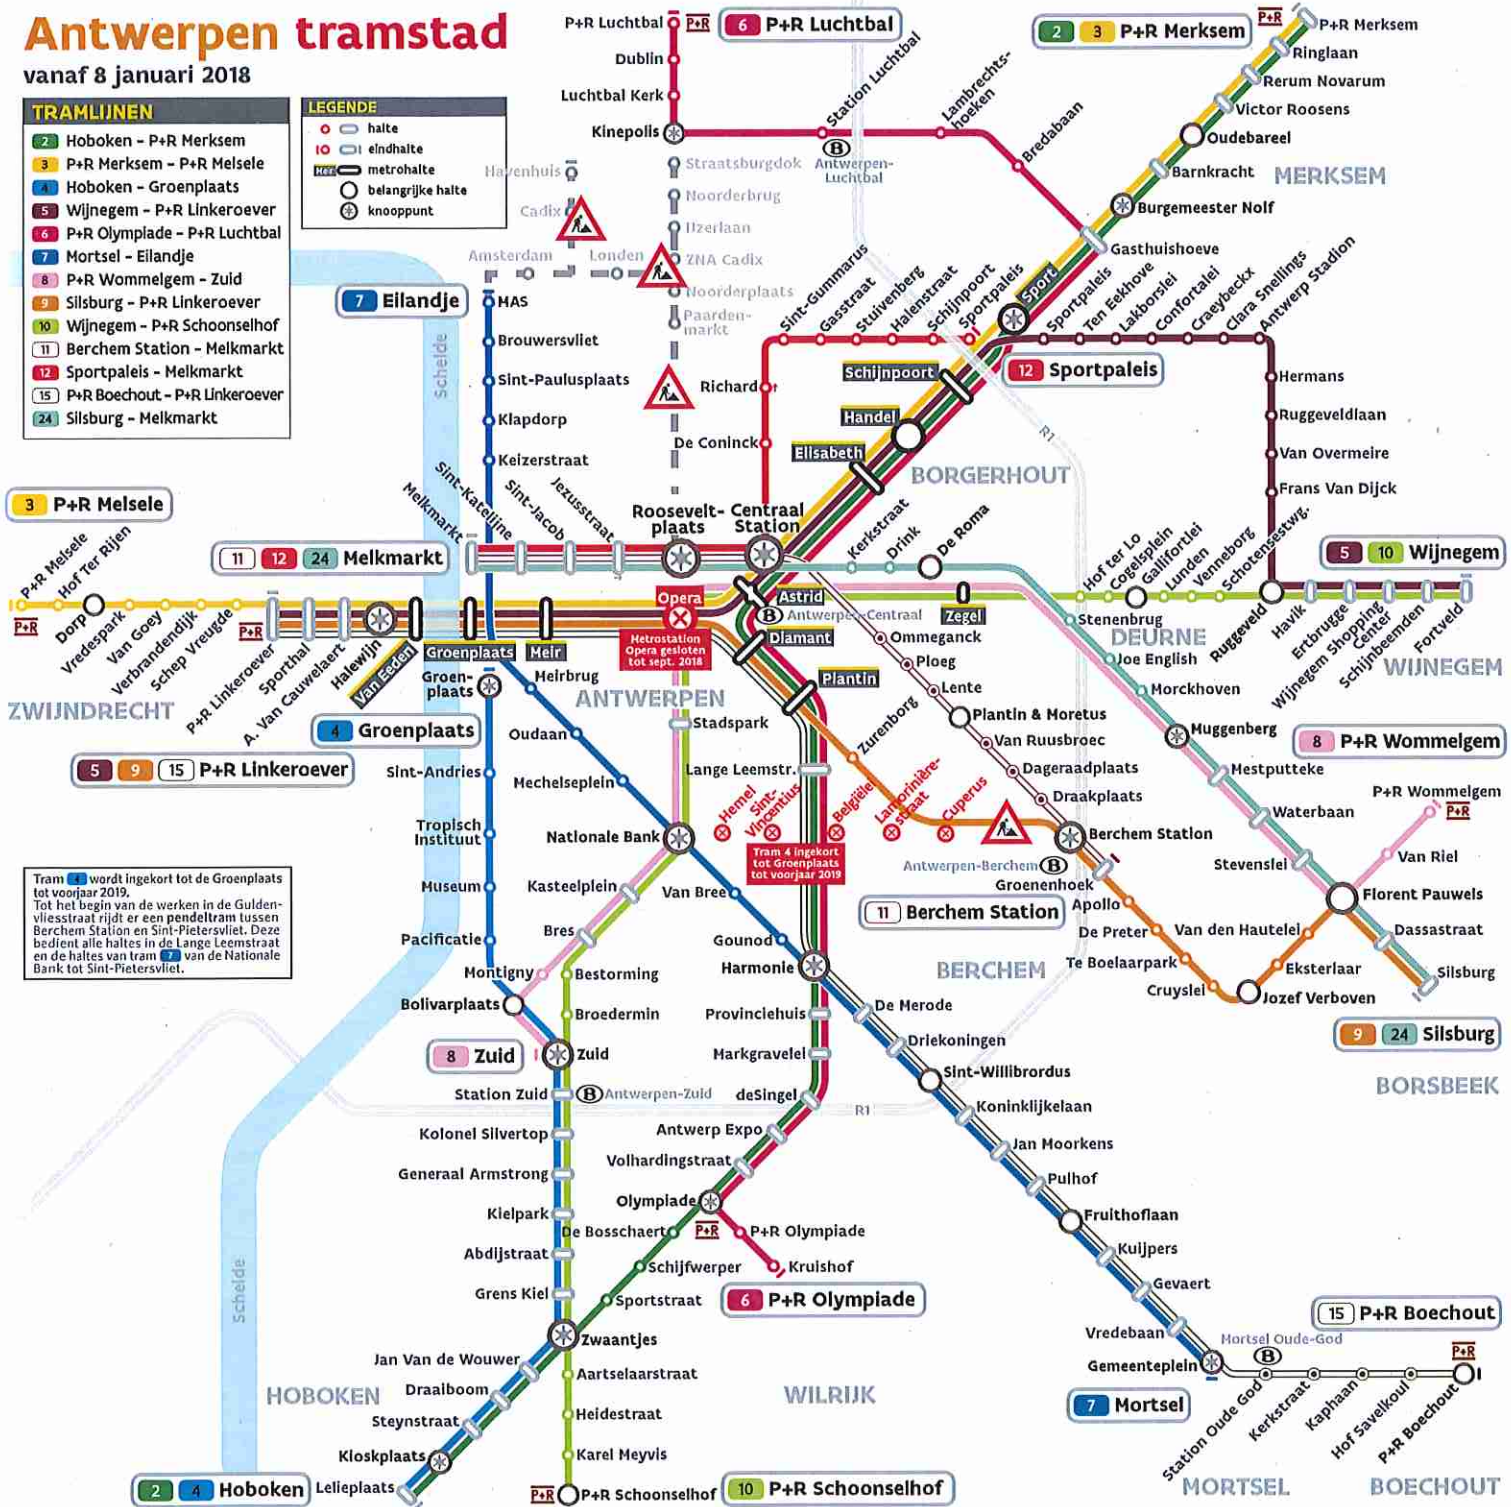 Antwerpen tramstad
vanaf 8 januari 2018
TRAMLIJNEN
2 Hoboken - P+R Merksem
3 P+R Merksem - P+R Melsele
4 Hoboken - Groenplaats
5 Wijnegem - P+R Linkeroever
6 P+R Olympiade - P+R Luchtbal
7 Mortsel - Eilandje
8 P+R Wommelgem - Zuid
9 Silsburg - P+R Linkeroever
10 Wijnegem - P+R Schoonselhof
11 Berchem Station - Melkmarkt
12 Sportpaleis - Melkmarkt
15 P+R Boechout - P+R Linkeroever
24 Silsburg - Melkmarkt
LEGENDE
halte
eindhalte
metrohalte
belangrijke halte
knooppunt
P+R Luchtbal
P+R
6 P+R Luchtbal
Dublin
Luchtbal Kerk
Kinepolis
Station Luchtbal
B
Antwerpen-
Luchtbal
Lambrechts-
hoeken
Bredabaan
2 3 P+R Merksem
P+R
P+R Merksem
Ringlaan
Rerum Novarum
Victor Roosens
Oudebareel
Barnkracht
MERKSEM
Burgemeester Nolf
Gasthuishoeve
Havenhuis
Cadix
Amsterdam
Londen
Straatsburgdok
Noorderbrug
IJzerlaan
ZNA Cadix
Noorderplaats
Paarden-
markt
7 Eilandje
HAS
Brouwersvliet
Sint-Paulusplaats
Klapdorp
Keizerstraat
Schelde
Sint-Gummarus
Gasstraat
Stuivenberg
Halenstraat
Schijnpoort
Sportpaleis
Sport
Sportpaleis
Ten Eekhove
Lakborslei
Confortalei
Craeybeckx
Clara Snellings
Antwerp Stadion
12 Sportpaleis
Richard
De Coninck
Schijnpoort
Handel
Elisabeth
BORGERHOUT
R1
Hermans
Ruggeveldlaan
Van Overmeire
Frans Van Dijck
Schotensestwg.
3 P+R Melsele
P+R Melsele
P+R
Hof Ter Rijen
Dorp
Vredespark
Van Goey
Verbrandendijk
Schep Vreugde
11 12 24 Melkmarkt
Melkmarkt
Sint-Katelijne
Sint-Jacob
Jezusstraat
Roosevelt-
plaats
Centraal
Station
Kerkstraat
Drink
De Roma
Hof ter Lo
Cogelsplein
Gallifortlei
Lunden
Venneborg
5 10 Wijnegem
P+R
P+R Linkeroever
Sporthal
A. Van Cauwelaert
Halewijn
Van Eeden
Groenplaats
Meir
Opera
Metrostation
Opera gesloten
tot sept. 2018
Astrid
B Antwerpen-Centraal
Diamant
Plantin
Zegel
Stenenbrug
DEURNE
Ruggeveld
Havik
Ertbrugge
Wijnegem Shopping
Center
Schijnbeemden
Fortveld
WIJNEGEM
ZWIJNDRECHT
Groen-
plaats
4 Groenplaats
5 9 15 P+R Linkeroever
Meirbrug
Oudaan
Mechelseplein
ANTWERPEN
Stadspark
Ommeganck
Ploeg
Lente
Plantin & Moretus
Van Ruusbroec
Dageraadplaats
Draakplaats
Zurenborg
Joe English
Morckhoven
Muggenberg
8 P+R Wommelgem
Mestputteke
Waterbaan
P+R Wommelgem
P+R
Van Riel
Stevenslei
Florent Pauwels
Sint-Andries
Tropisch
Instituut
Museum
Pacificatie
Lange Leemstr.
Nationale Bank
Hemel
Sint-
Vincentius
Belgiëlei
Lamorinière-
straat
Cuperus
Tram 4 ingekort
tot Groenplaats
tot voorjaar 2019
Berchem Station
Antwerpen-Berchem B
Groenenhoek
11 Berchem Station
Apollo
De Preter
Te Boelaarpark
Cruyslei
Van den Hautelei
Eksterlaar
Jozef Verboven
Dassastraat
Silsburg
9 24 Silsburg
BORSBEEK
Tram 4 wordt ingekort tot de Groenplaats
tot voorjaar 2019.
Tot het begin van de werken in de Gulden-
vliesstraat rijdt er een pendeltram tussen
Berchem Station en Sint-Pietersvliet. Deze
bedient alle haltes in de Lange Leemstraat
en de haltes van tram 7 van de Nationale
Bank tot Sint-Pietersvliet.
Kasteelplein
Van Bree
Bres
Gounod
Harmonie
BERCHEM
Montigny
Bestorming
Bolivarplaats
Broedermin
8 Zuid
Zuid
Provinciehuis
De Merode
Markgravelei
Driekoningen
Station Zuid
B Antwerpen-Zuid
deSingel
R1
Sint-Willibrordus
Koninklijkelaan
Kolonel Silvertop
Antwerp Expo
Jan Moorkens
Generaal Armstrong
Volhardingstraat
Pulhof
Kielpark
Olympiade
P+R
Fruithoflaan
De Bosschaert
P+R Olympiade
Abdijstraat
Kuijpers
Schijfwerper
Kruishof
Grens Kiel
Gevaert
Sportstraat
6 P+R Olympiade
15 P+R Boechout
Schelde
Zwaantjes
Vredebaan
Mortsel Oude-God
B
Gemeenteplein
P+R
Jan Van de Wouwer
Aartselaarstraat
Draaiboom
HOBOKEN
WILRIJK
7 Mortsel
Station Oude God
Kerkstraat
Kaphaan
Hof Savelkoul
P+R Boechout
Steynstraat
Heidestraat
Kioskplaats
Karel Meyvis
2 4 Hoboken
Lelieplaats
P+R
P+R Schoonselhof
10 P+R Schoonselhof
MORTSEL
BOECHOUT